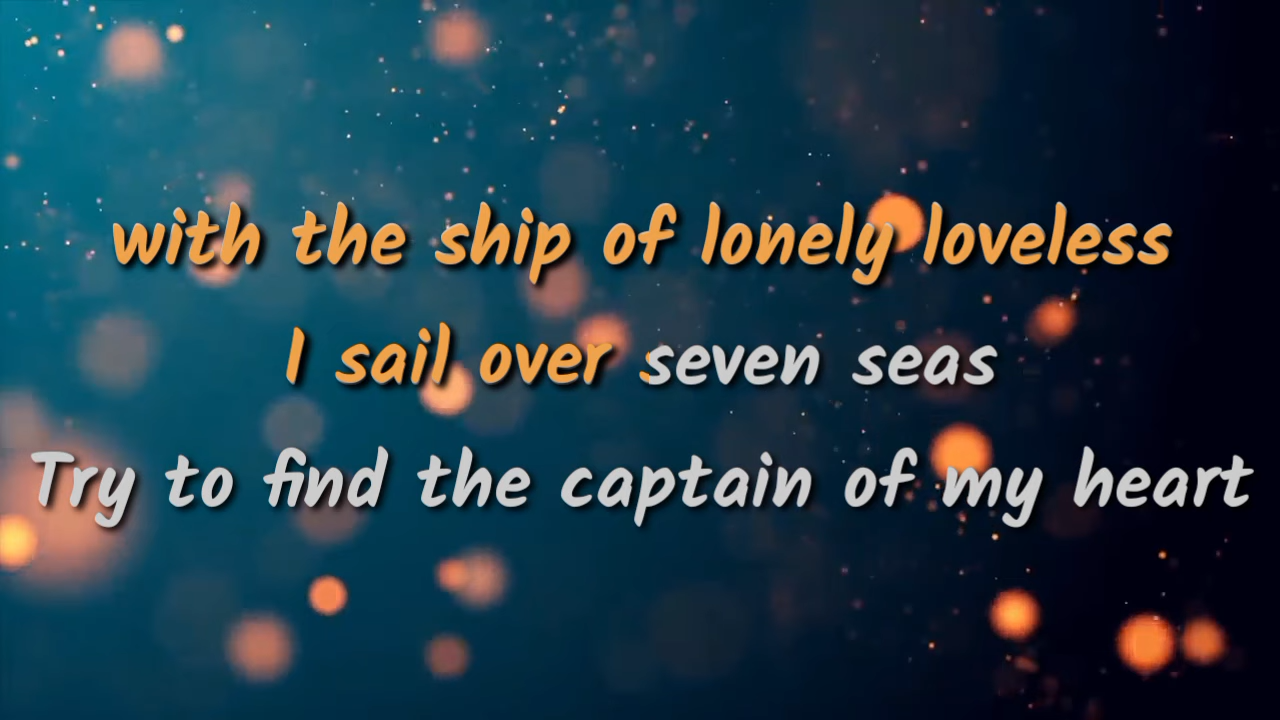 with the ship of lonely loveless
I sail over seven seas
Try to find the captain of my heart